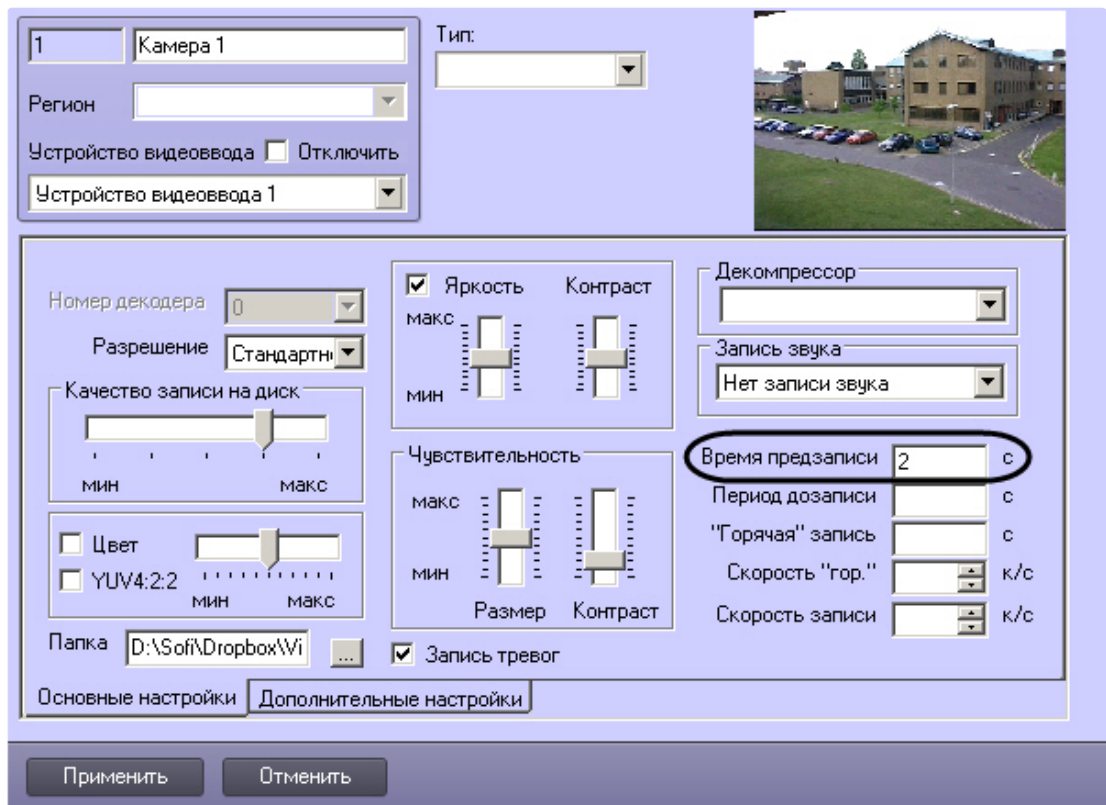 1
Камера 1
Тип:
Регион
Устройство видеоввода
Отключить
Устройство видеоввода 1
Номер декодера
0
Разрешение
Стандартн
Качество записи на диск
мин
макс
Цвет
YUV4:2:2
мин
макс
Папка
D:\Sofi\Dropbox\Vi
...
Яркость
Контраст
макс
мин
Чувствительность
макс
мин
Размер
Контраст
Запись тревог
Декомпрессор
Запись звука
Нет записи звука
Время предзаписи 2 с
Период дозаписи с
"Горячая" запись с
Скорость "гор." к/с
Скорость записи к/с
Основные настройки
Дополнительные настройки
Применить
Отменить